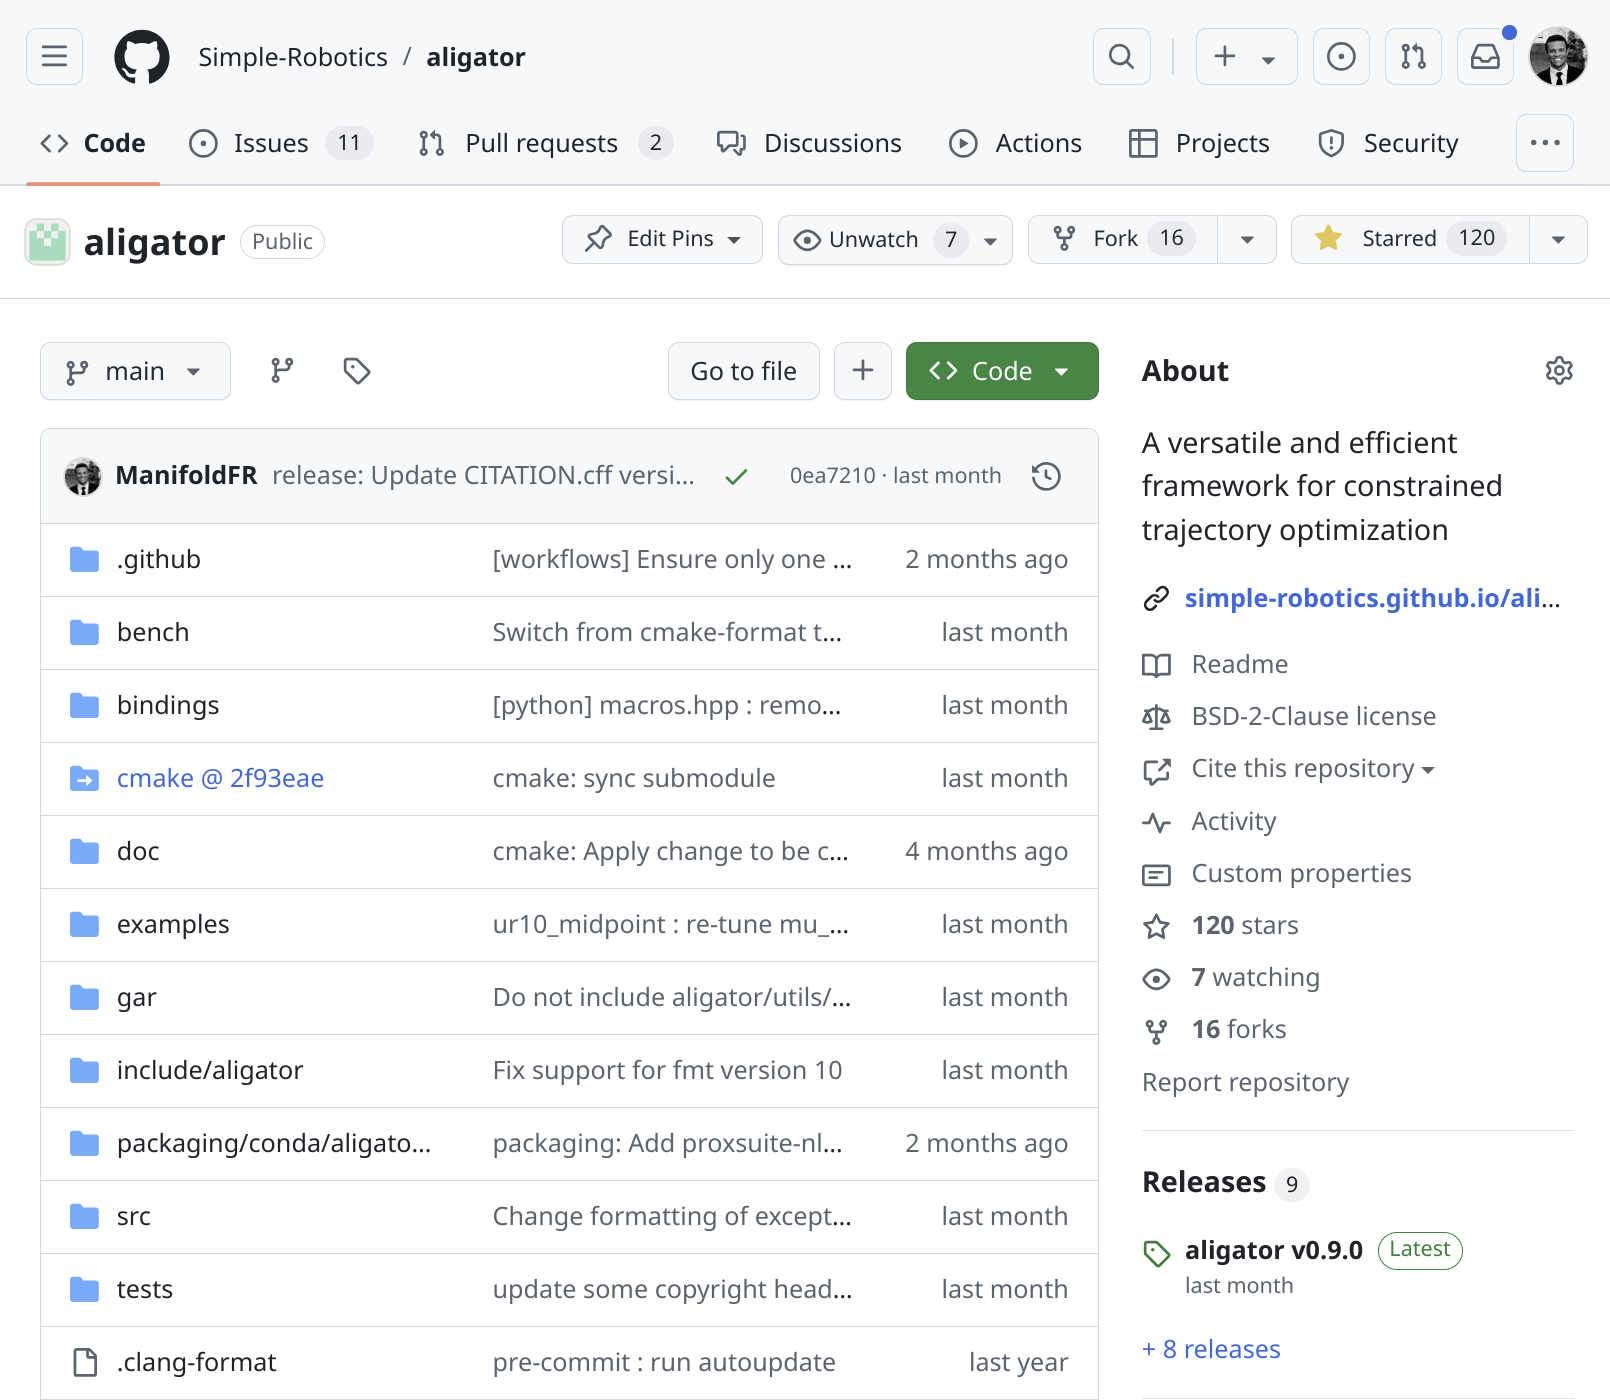 Simple-Robotics / aligator
Code Issues 11 Pull requests 2 Discussions Actions Projects Security
aligator Public Edit Pins Unwatch 7 Fork 16 Starred 120
main Go to file + Code
ManifoldFR release: Update CITATION.cff versi... 0ea7210 · last month
.github [workflows] Ensure only one ... 2 months ago
bench Switch from cmake-format t... last month
bindings [python] macros.hpp : remo... last month
cmake @ 2f93eae cmake: sync submodule last month
doc cmake: Apply change to be c... 4 months ago
examples ur10_midpoint : re-tune mu_... last month
gar Do not include aligator/utils/... last month
include/aligator Fix support for fmt version 10 last month
packaging/conda/aligato... packaging: Add proxsuite-nl... 2 months ago
src Change formatting of except... last month
tests update some copyright head... last month
.clang-format pre-commit : run autoupdate last year
About
A versatile and efficient
framework for constrained
trajectory optimization
simple-robotics.github.io/ali...
Readme
BSD-2-Clause license
Cite this repository
Activity
Custom properties
120 stars
7 watching
16 forks
Report repository
Releases 9
aligator v0.9.0 Latest
last month
+ 8 releases